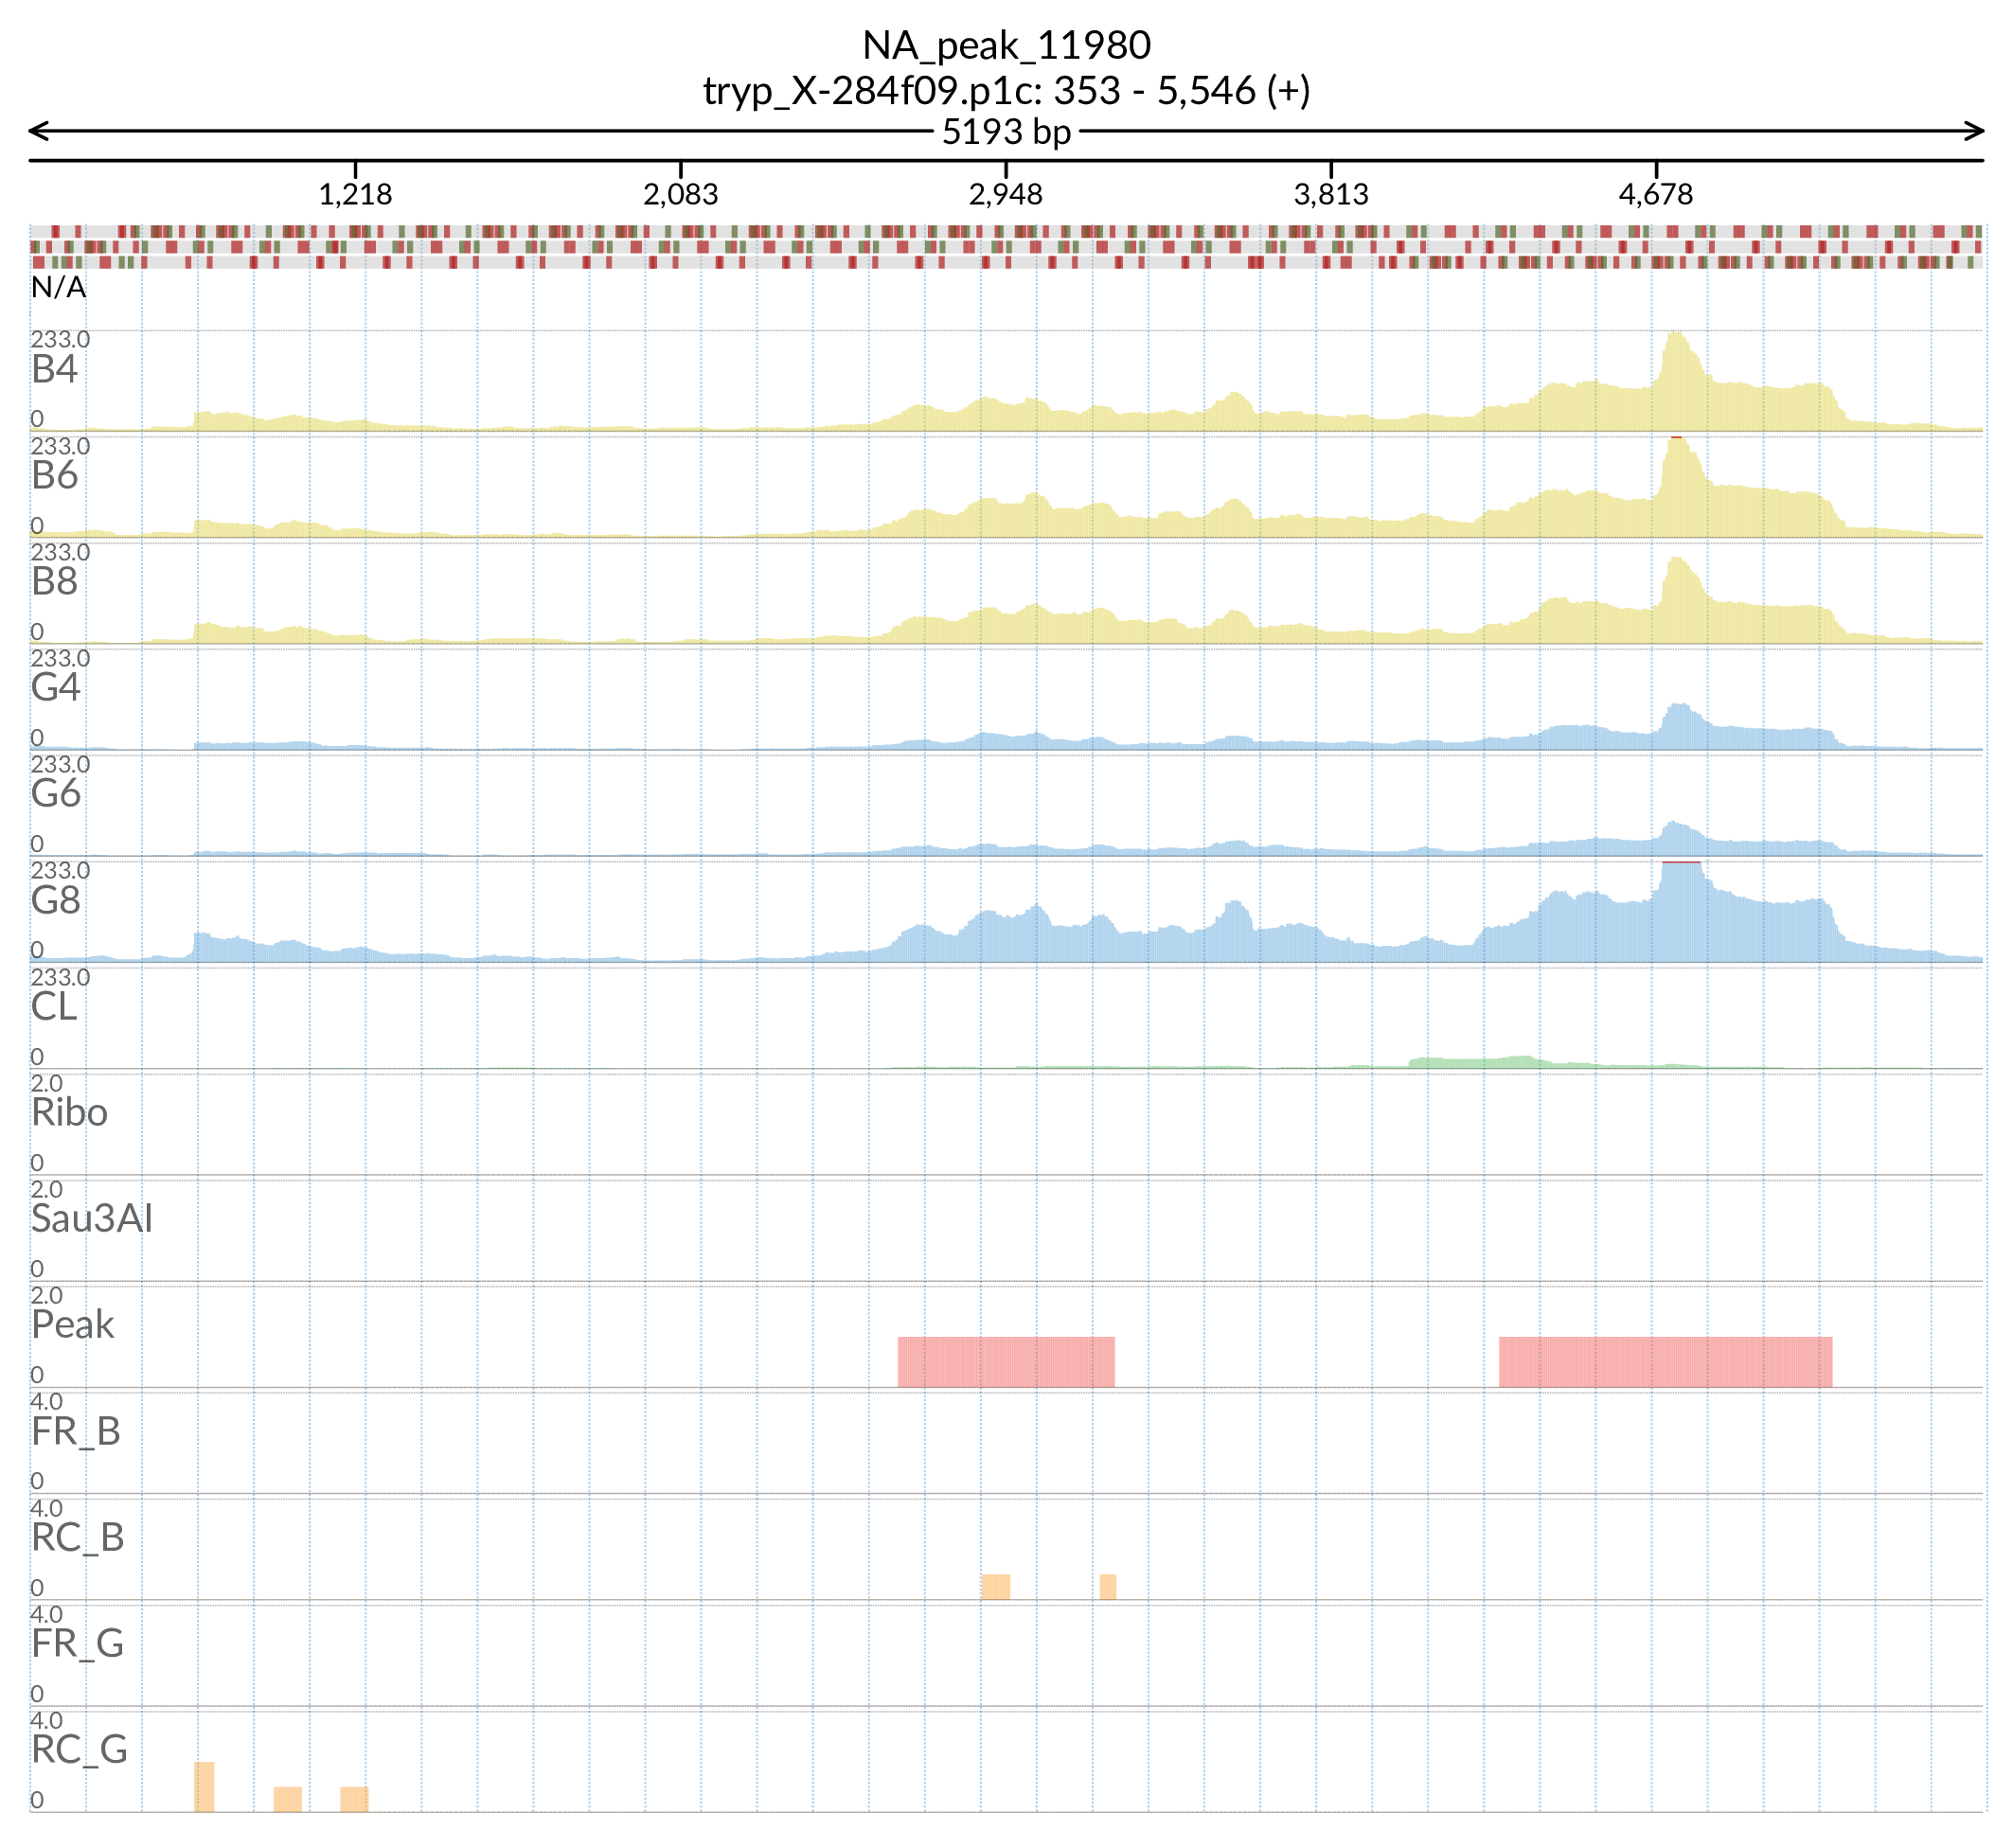 NA_peak_11980
tryp_X-284f09.p1c: 353 - 5,546 (+)
5193 bp
1,218 2,083 2,948 3,813 4,678
N/A
233.0
B4
0
233.0
B6
0
233.0
B8
0
233.0
G4
0
233.0
G6
0
233.0
G8
0
233.0
CL
0
2.0
Ribo
0
2.0
Sau3AI
0
2.0
Peak
0
4.0
FR_B
0
4.0
RC_B
0
4.0
FR_G
0
4.0
RC_G
0